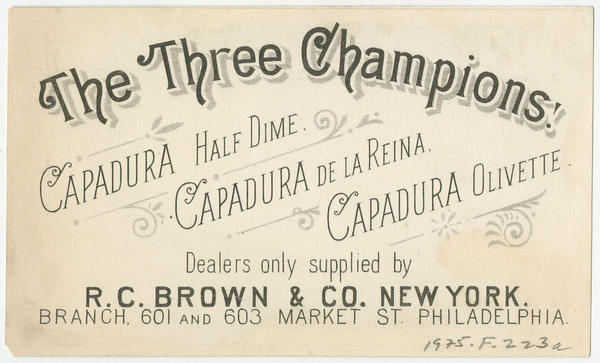 The Three Champions!
CAPADURA HALF DIME.
CAPADURA DE LA REINA.
CAPADURA OLIVETTE.
Dealers only supplied by
R. C. BROWN & CO. NEW YORK.
BRANCH, 601 AND 603 MARKET ST. PHILADELPHIA.
1975.F.223a